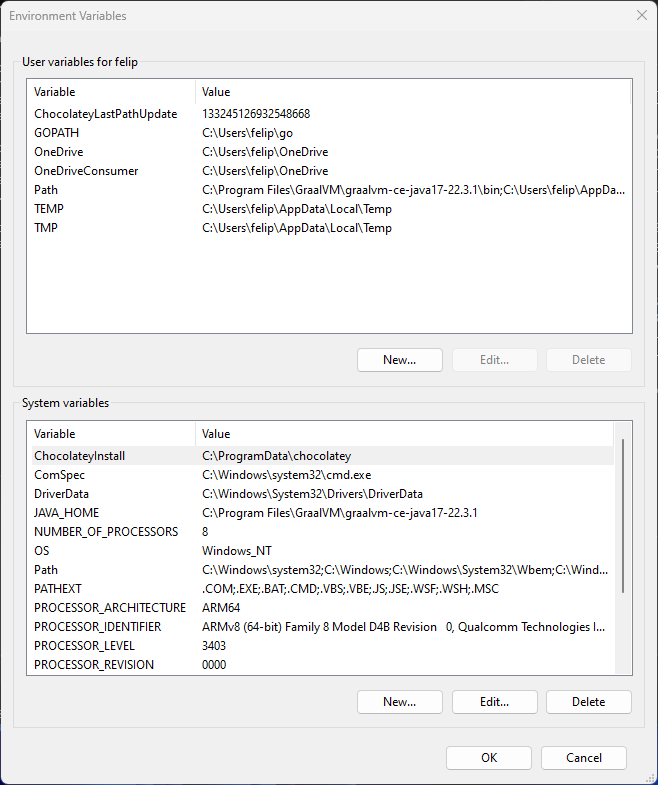 Environment Variables
User variables for felip
Variable Value
ChocolateyLastPathUpdate 133245126932548668
GOPATH C:\Users\felip\go
OneDrive C:\Users\felip\OneDrive
OneDriveConsumer C:\Users\felip\OneDrive
Path C:\Program Files\GraalVM\graalvm-ce-java17-22.3.1\bin;C:\Users\felip\AppDa...
TEMP C:\Users\felip\AppData\Local\Temp
TMP C:\Users\felip\AppData\Local\Temp
New... Edit... Delete
System variables
Variable Value
ChocolateyInstall C:\ProgramData\chocolatey
ComSpec C:\Windows\system32\cmd.exe
DriverData C:\Windows\System32\Drivers\DriverData
JAVA_HOME C:\Program Files\GraalVM\graalvm-ce-java17-22.3.1
NUMBER_OF_PROCESSORS 8
OS Windows_NT
Path C:\Windows\system32;C:\Windows;C:\Windows\System32\Wbem;C:\Wind...
PATHEXT .COM;.EXE;.BAT;.CMD;.VBS;.VBE;.JS;.JSE;.WSF;.WSH;.MSC
PROCESSOR_ARCHITECTURE ARM64
PROCESSOR_IDENTIFIER ARMv8 (64-bit) Family 8 Model D4B Revision   0, Qualcomm Technologies I...
PROCESSOR_LEVEL 3403
PROCESSOR_REVISION 0000
New... Edit... Delete
OK Cancel